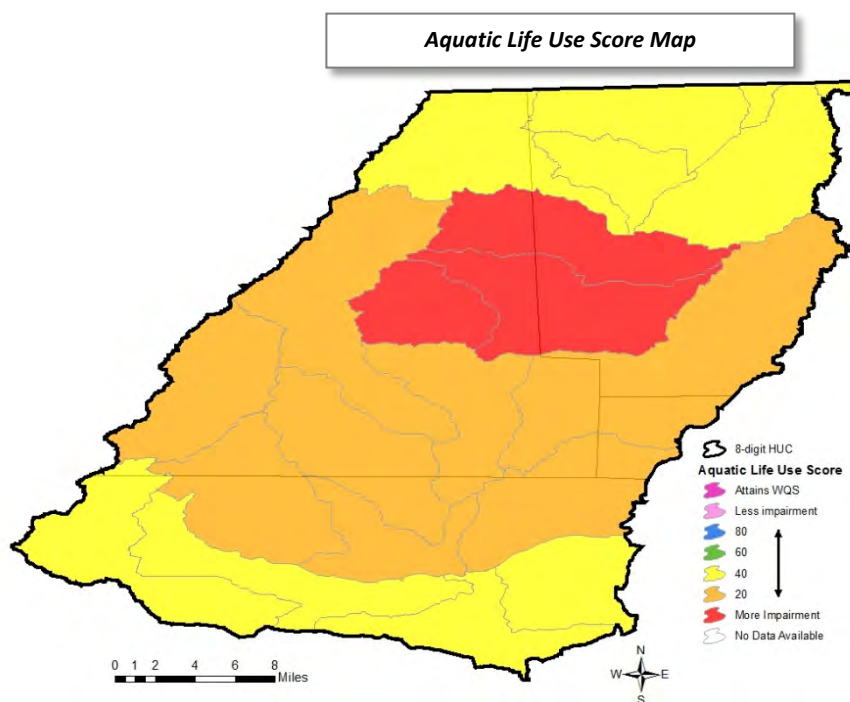 Aquatic Life Use Score Map
8-digit HUC
Aquatic Life Use Score
Attains WQS
Less impairment
80
60
40
20
More Impairment
No Data Available
0 1 2 4 6 8
Miles
N
W E
S